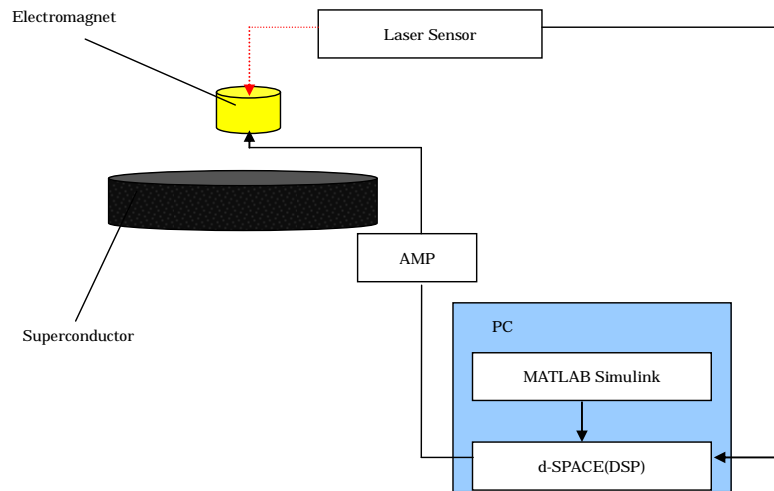 Electromagnet
Laser Sensor
AMP
Superconductor
PC
MATLAB Simulink
d-SPACE(DSP)